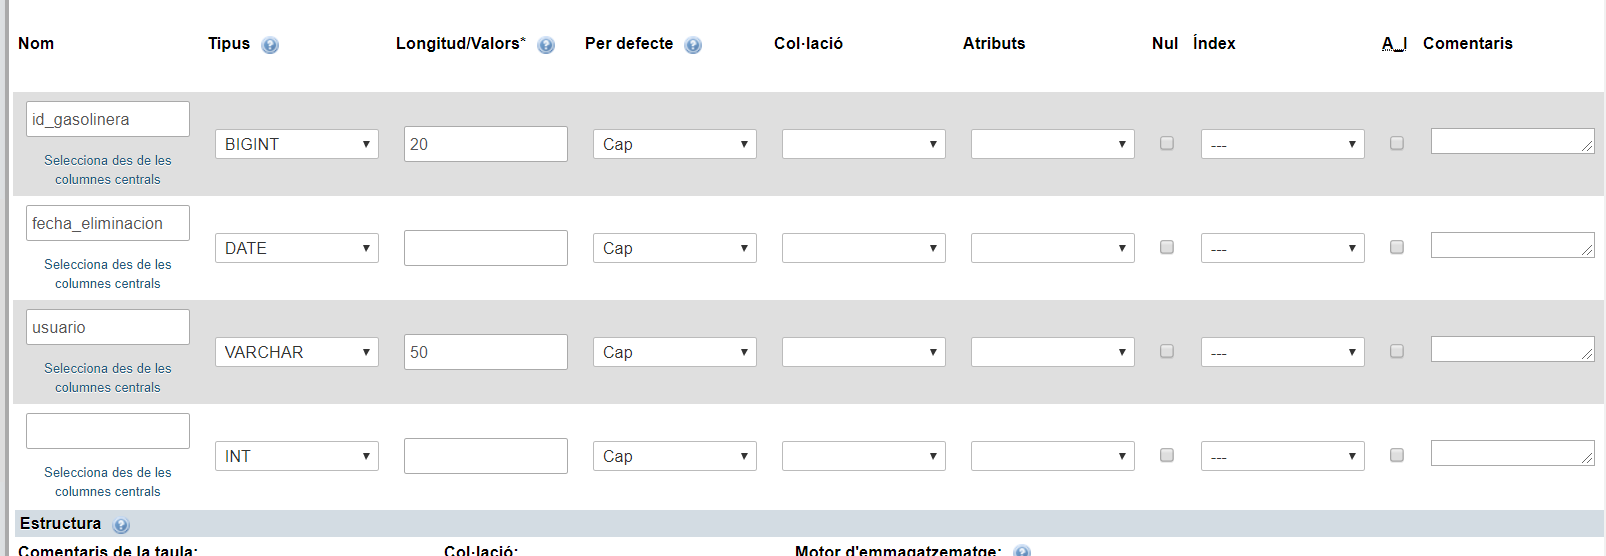 Nom Tipus Longitud/Valors* Per defecte Col·lació Atributs Nul Índex A_I Comentaris
id_gasolinera
BIGINT 20 Cap ---
Selecciona des de les
columnes centrals
fecha_eliminacion
DATE Cap ---
Selecciona des de les
columnes centrals
usuario
VARCHAR 50 Cap ---
Selecciona des de les
columnes centrals
INT Cap ---
Selecciona des de les
columnes centrals
Estructura
Comentaris de la taula: Col·lació: Motor d'emmagatzematge: